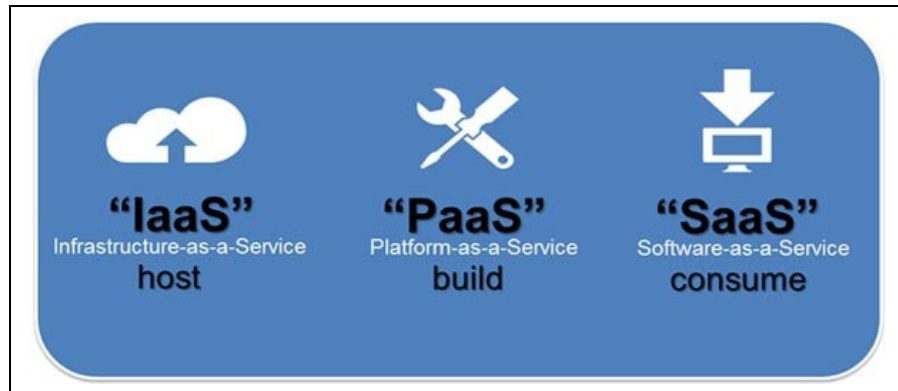 “IaaS”
Infrastructure-as-a-Service
host
“PaaS”
Platform-as-a-Service
build
“SaaS”
Software-as-a-Service
consume